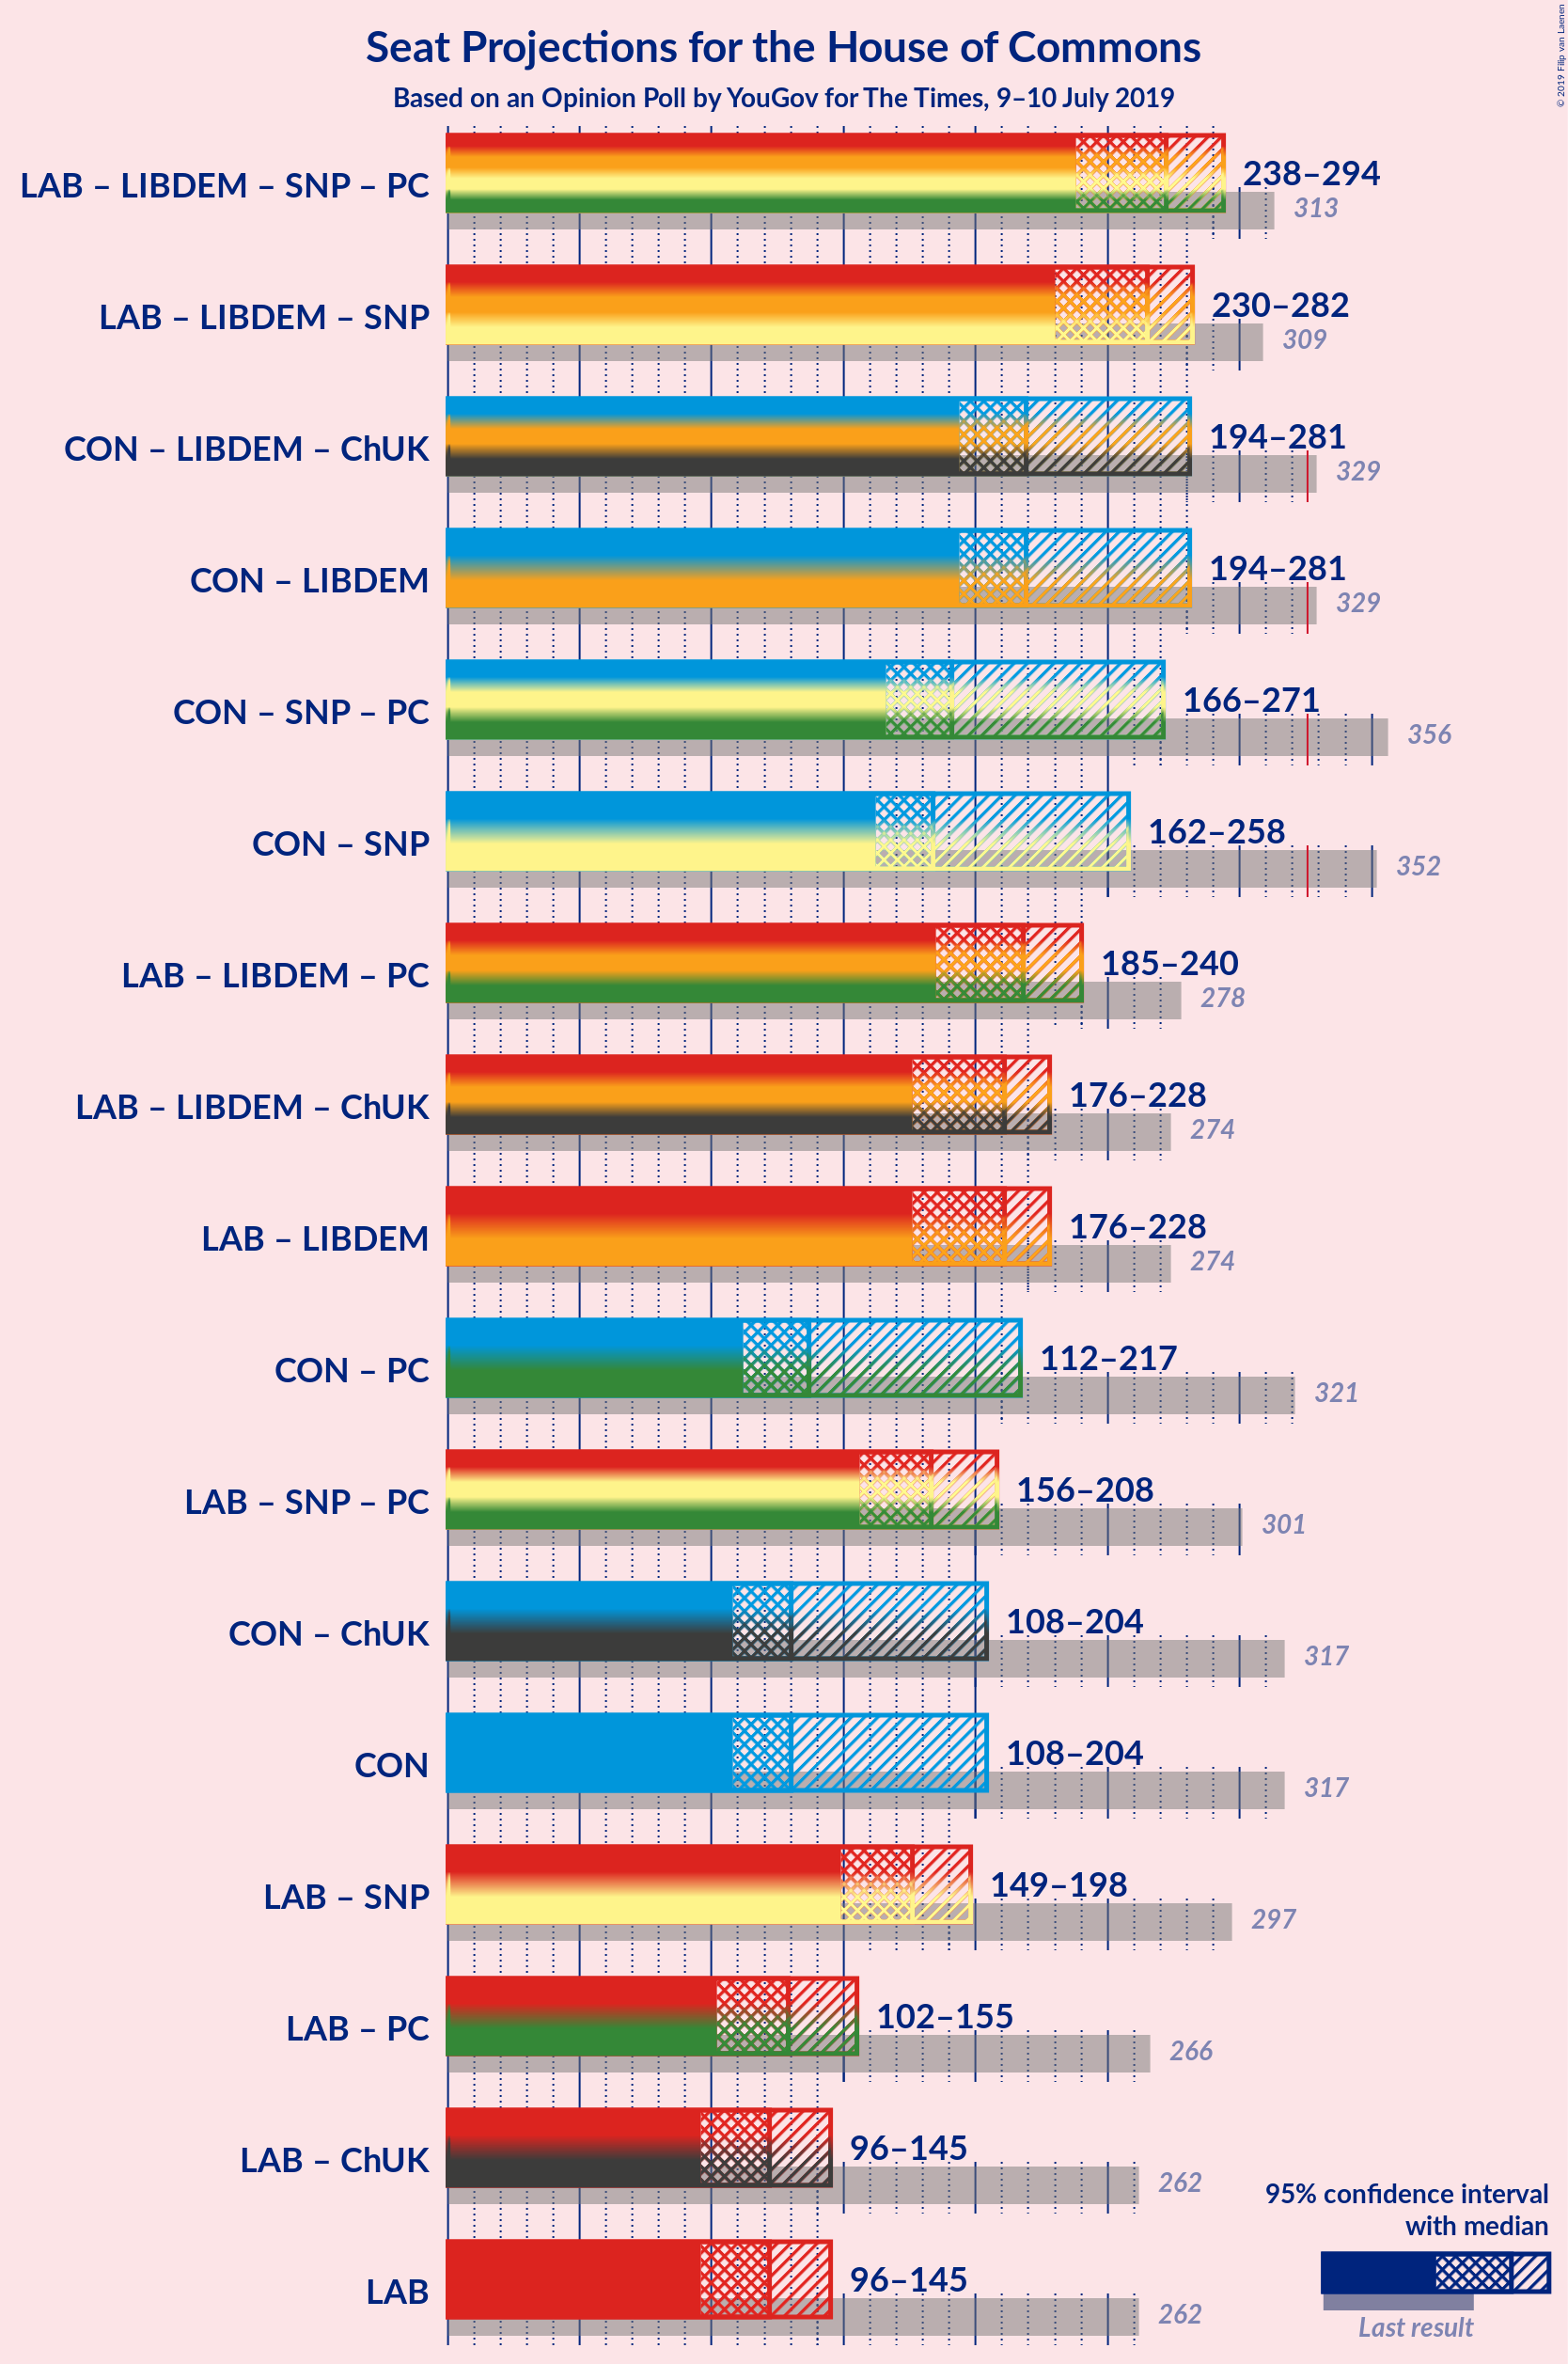 Seat Projections for the House of Commons
Based on an Opinion Poll by YouGov for The Times, 9–10 July 2019
© 2019 Filip van Laenen
LAB – LIBDEM – SNP – PC
238–294
313
LAB – LIBDEM – SNP
230–282
309
CON – LIBDEM – ChUK
194–281
329
CON – LIBDEM
194–281
329
CON – SNP – PC
166–271
356
CON – SNP
162–258
352
LAB – LIBDEM – PC
185–240
278
LAB – LIBDEM – ChUK
176–228
274
LAB – LIBDEM
176–228
274
CON – PC
112–217
321
LAB – SNP – PC
156–208
301
CON – ChUK
108–204
317
CON
108–204
317
LAB – SNP
149–198
297
LAB – PC
102–155
266
LAB – ChUK
96–145
262
LAB
96–145
262
95% confidence interval
with median
Last result